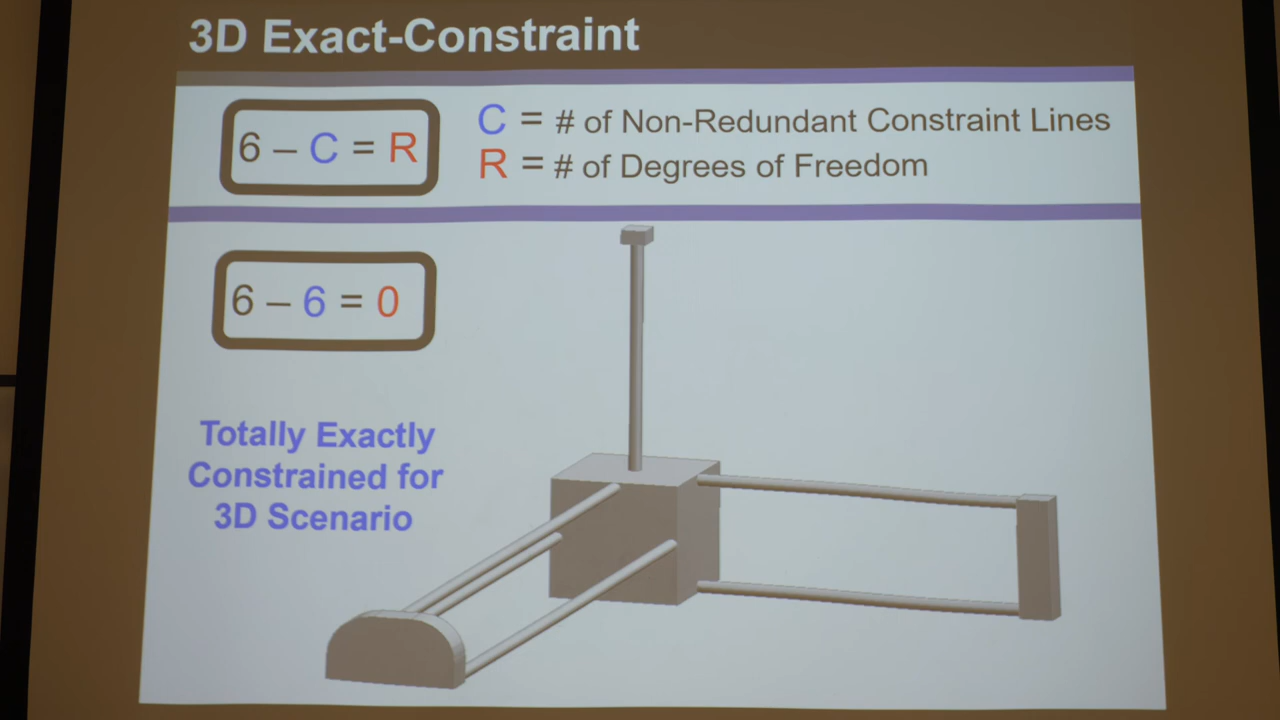 3D Exact-Constraint
6 – C = R
C = # of Non-Redundant Constraint Lines
R = # of Degrees of Freedom
6 – 6 = 0
Totally Exactly
Constrained for
3D Scenario